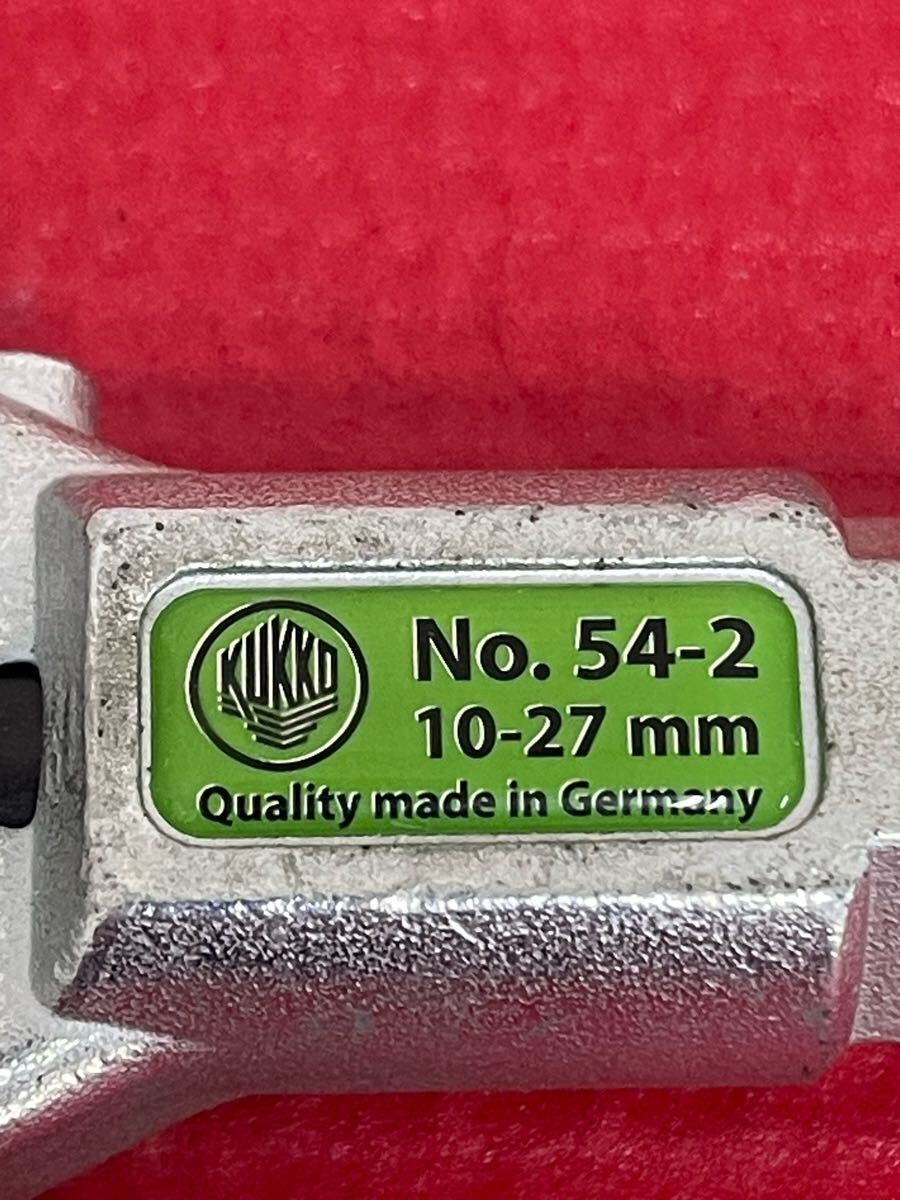 KUKKO
No. 54-2
10-27 mm
Quality made in Germany